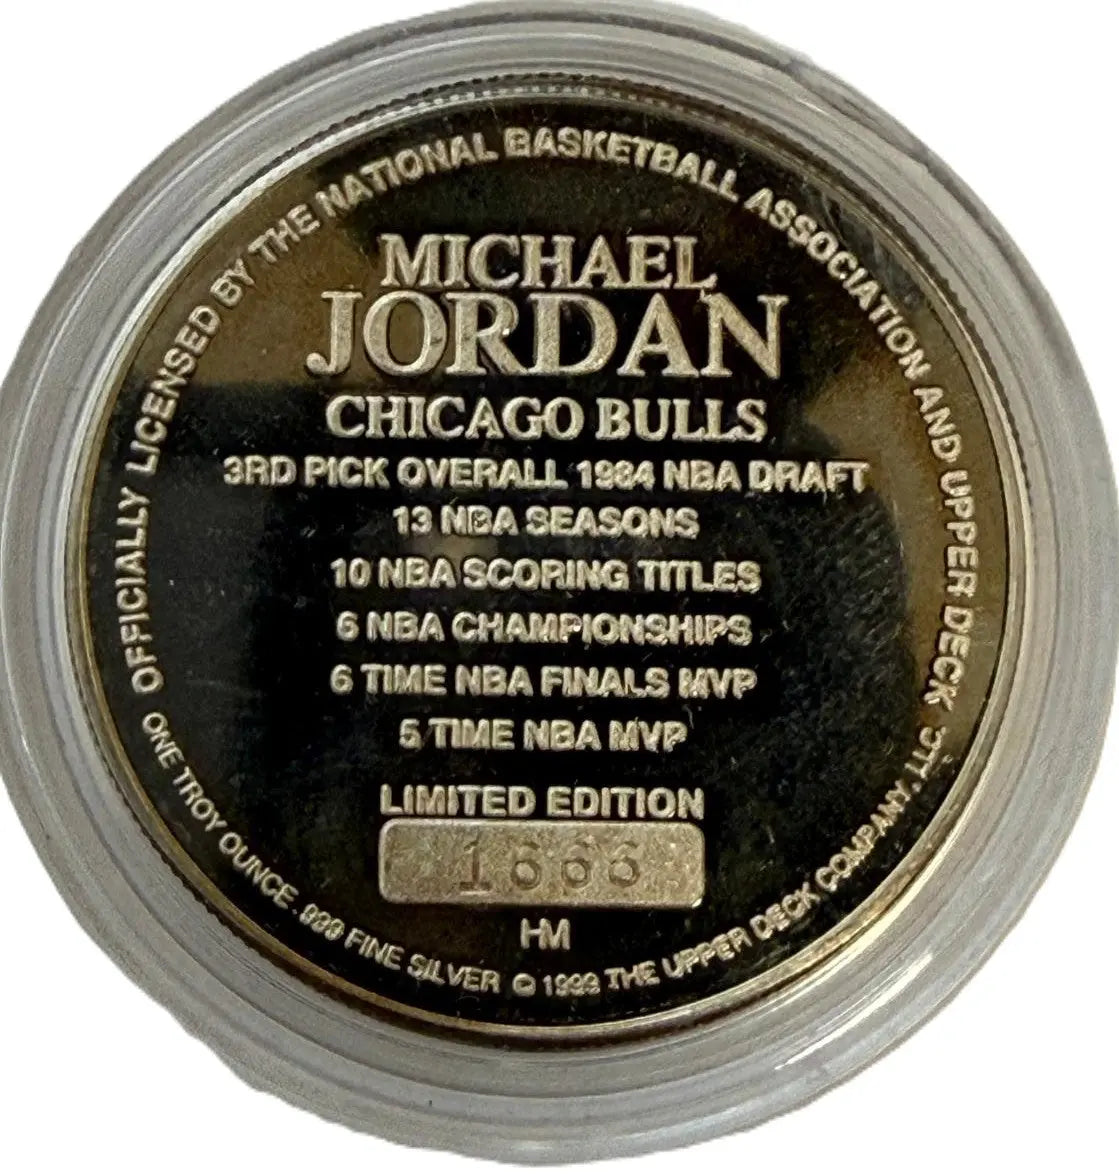 OFFICIALLY LICENSED BY THE NATIONAL BASKETBALL ASSOCIATION AND UPPER DECK
MICHAEL
JORDAN
CHICAGO BULLS
3RD PICK OVERALL 1984 NBA DRAFT
13 NBA SEASONS
10 NBA SCORING TITLES
6 NBA CHAMPIONSHIPS
6 TIME NBA FINALS MVP
5 TIME NBA MVP
LIMITED EDITION
1666
HM
ONE TROY OUNCE .999 FINE SILVER © 1999 THE UPPER DECK COMPANY,